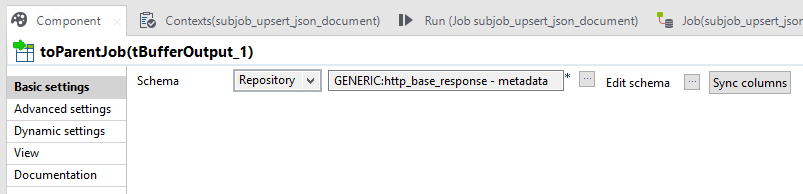 Component Contexts(subjob_upsert_json_document) Run (Job subjob_upsert_json_document) Job(subjob_upsert_jso
toParentJob(tBufferOutput_1)
Basic settings
Advanced settings
Dynamic settings
View
Documentation
Schema Repository GENERIC:http_base_response - metadata * ... Edit schema ... Sync columns